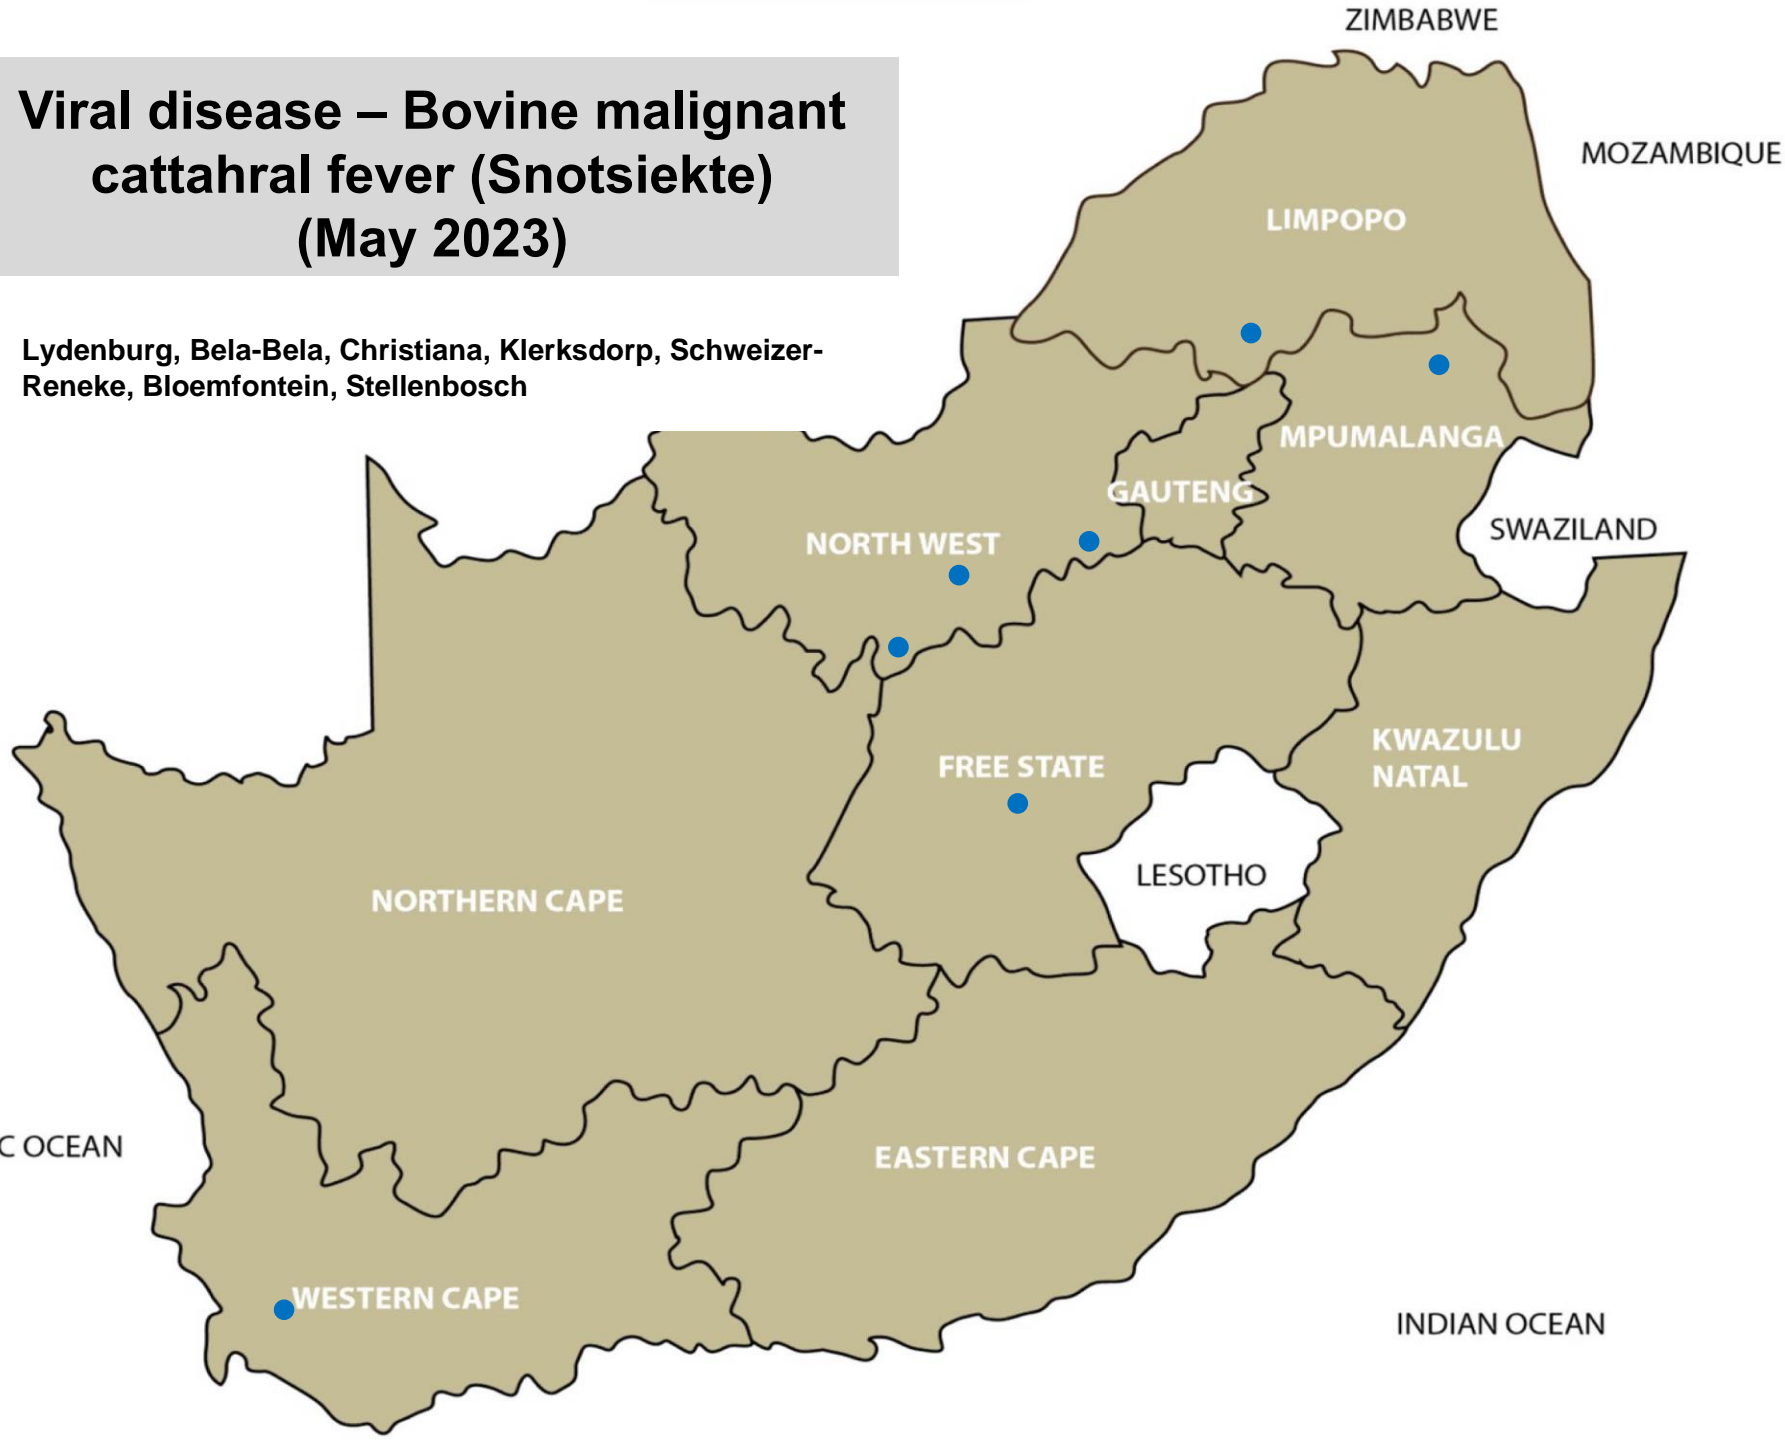 ZIMBABWE
Viral disease – Bovine malignant
cattahral fever (Snotsiekte)
(May 2023)
MOZAMBIQUE
LIMPOPO
Lydenburg, Bela-Bela, Christiana, Klerksdorp, Schweizer-
Reneke, Bloemfontein, Stellenbosch
MPUMALANGA
GAUTENG
SWAZILAND
NORTH WEST
KWAZULU
NATAL
FREE STATE
LESOTHO
NORTHERN CAPE
C OCEAN
EASTERN CAPE
WESTERN CAPE
INDIAN OCEAN